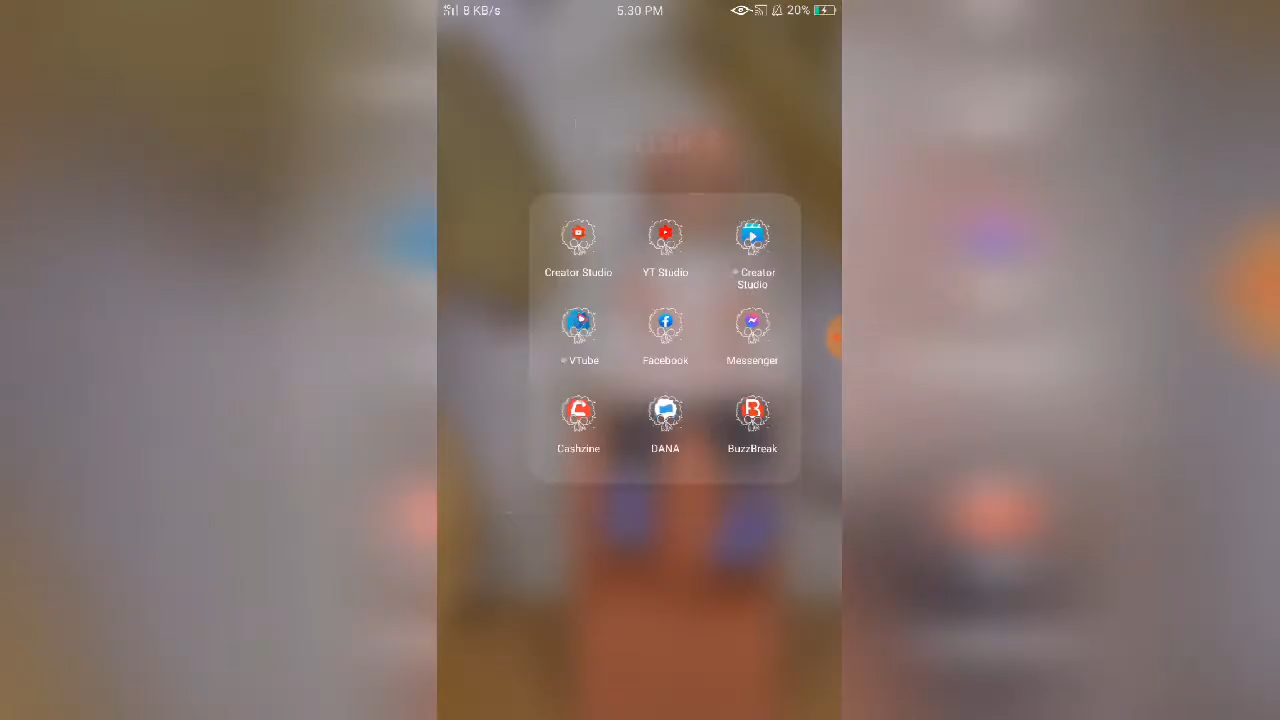 8 KB/s 5.30 PM 20%
Creator Studio YT Studio Creator Studio
VTube Facebook Messenger
Cashzine DANA BuzzBreak